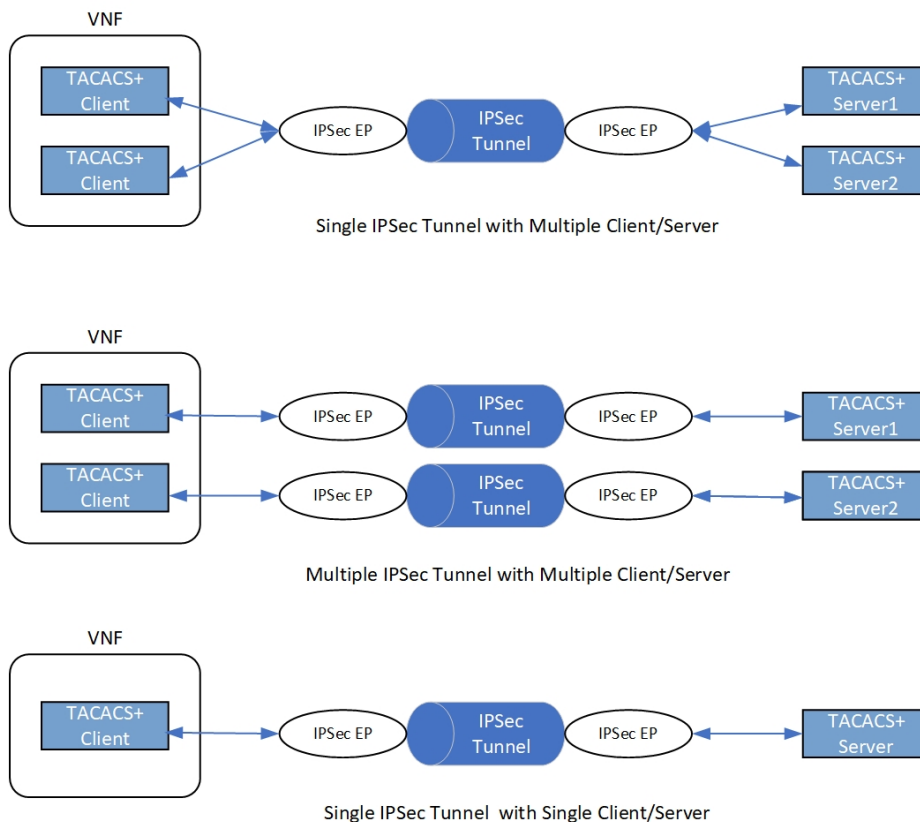 VNF
TACACS+
Client
TACACS+
Client
IPSec EP
IPSec
Tunnel
IPSec EP
TACACS+
Server1
TACACS+
Server2
Single IPSec Tunnel with Multiple Client/Server
VNF
TACACS+
Client
IPSec EP
IPSec
Tunnel
IPSec EP
TACACS+
Server1
TACACS+
Client
IPSec EP
IPSec
Tunnel
IPSec EP
TACACS+
Server2
Multiple IPSec Tunnel with Multiple Client/Server
VNF
TACACS+
Client
IPSec EP
IPSec
Tunnel
IPSec EP
TACACS+
Server
Single IPSec Tunnel with Single Client/Server